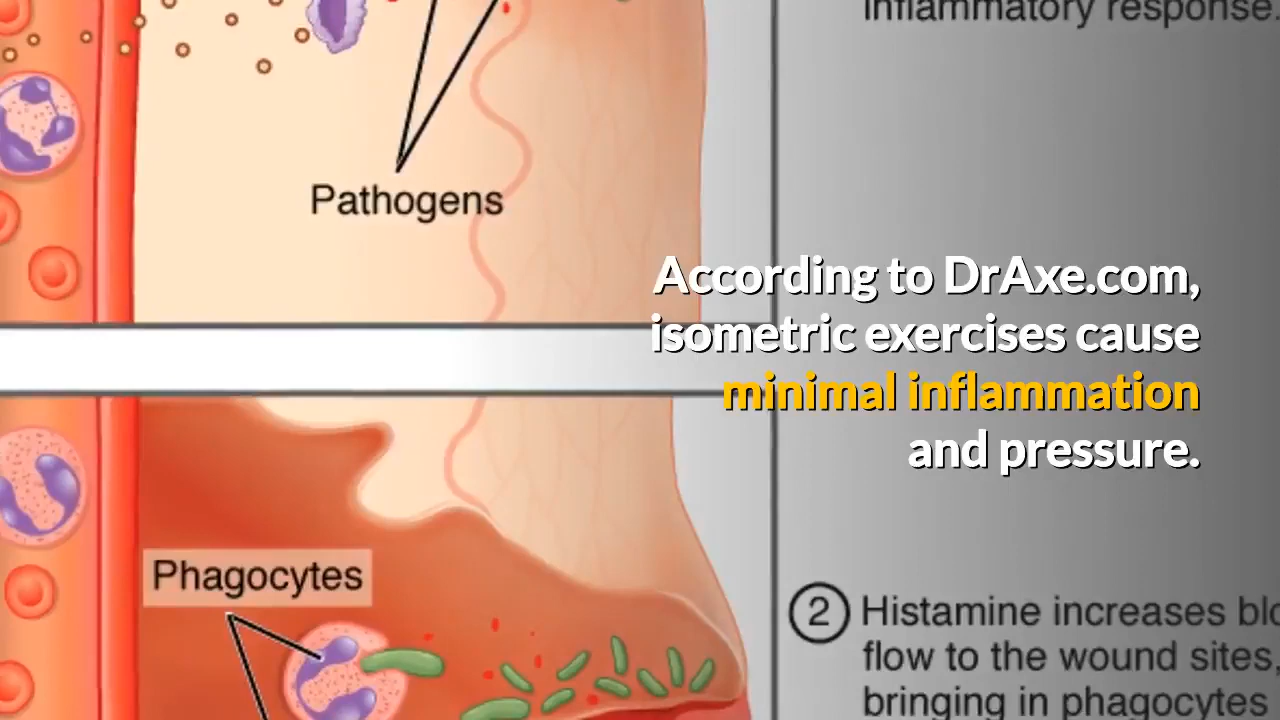 inflammatory response.
Pathogens
According to DrAxe.com,
isometric exercises cause
minimal inflammation
and pressure.
Phagocytes
2 Histamine increases
flow to the wound sites,
bringing in phagocytes